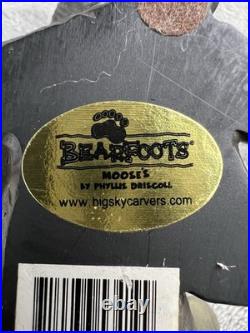 BEARFOOTS®
MOOSE'S
BY PHYLLIS DRISCOLL
www.bigskycarvers.com